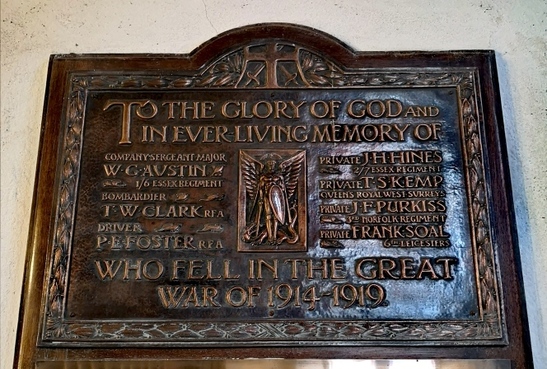 TO THE GLORY OF GOD AND
IN EVER-LIVING MEMORY OF
COMPANY SERGEANT MAJOR
W·G·AUSTIN
1/6 ESSEX REGIMENT
BOMBARDIER
T·W·CLARK R.F.A
DRIVER
P·E·FOSTER R.F.A
PRIVATE J·H·HINES
2/7 ESSEX REGIMENT
PRIVATE T·S·KEMP
QUEENS ROYAL WEST SURREYS
PRIVATE J·F·PURKISS
3RD NORFOLK REGIMENT
PRIVATE FRANK·SOAL
6TH LEICESTERS
WHO FELL IN THE GREAT
WAR OF 1914-1919